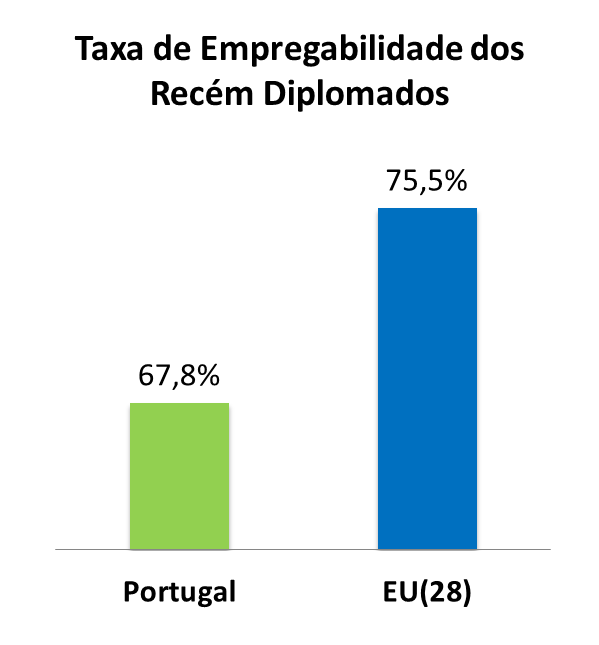 Taxa de Empregabilidade dos
Recém Diplomados
75,5%
67,8%
Portugal
EU(28)